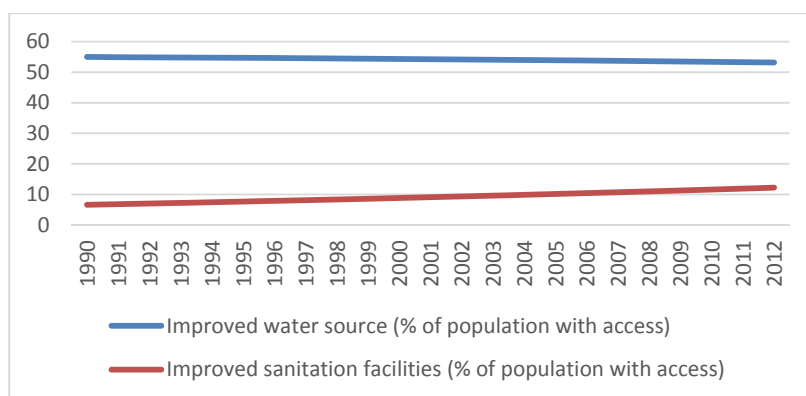 60
50
40
30
20
10
0
1990 1991 1992 1993 1994 1995 1996 1997 1998 1999 2000 2001 2002 2003 2004 2005 2006 2007 2008 2009 2010 2011 2012
Improved water source (% of population with access)
Improved sanitation facilities (% of population with access)